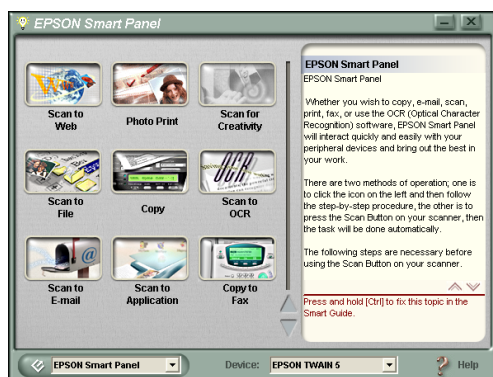 EPSON Smart Panel
Scan to
Web
Photo Print
Scan for
Creativity
Scan to
File
Copy
OCR
Scan to
OCR
@
Scan to
E-mail
Scan to
Application
Copy to
Fax
EPSON Smart Panel
EPSON Smart Panel
Whether you wish to copy, e-mail, scan,
print, fax, or use the OCR (Optical Character
Recognition) software, EPSON Smart Panel
will interact quickly and easily with your
peripheral devices and bring out the best in
your work.
There are two methods of operation; one is
to click the icon on the left and then follow
the step-by-step procedure, the other is to
press the Scan Button on your scanner, then
the task will be done automatically.
The following steps are necessary before
using the Scan Button on your scanner.
Press and hold [Ctrl] to fix this topic in the
Smart Guide.
EPSON Smart Panel
Device:
EPSON TWAIN 5
Help